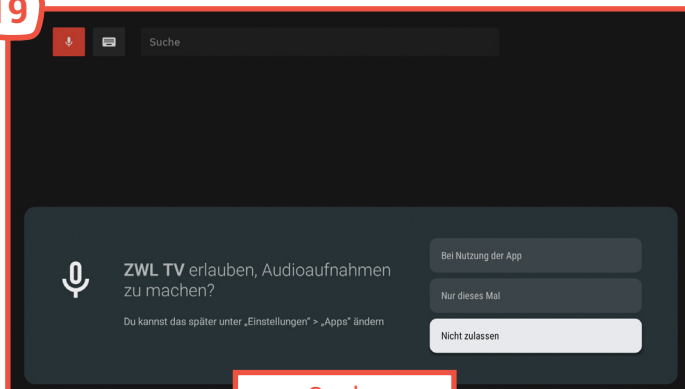 19
Suche
ZWL TV erlauben, Audioaufnahmen
zu machen?
Du kannst das später unter „Einstellungen“ > „Apps“ ändern
Bei Nutzung der App
Nur dieses Mal
Nicht zulassen